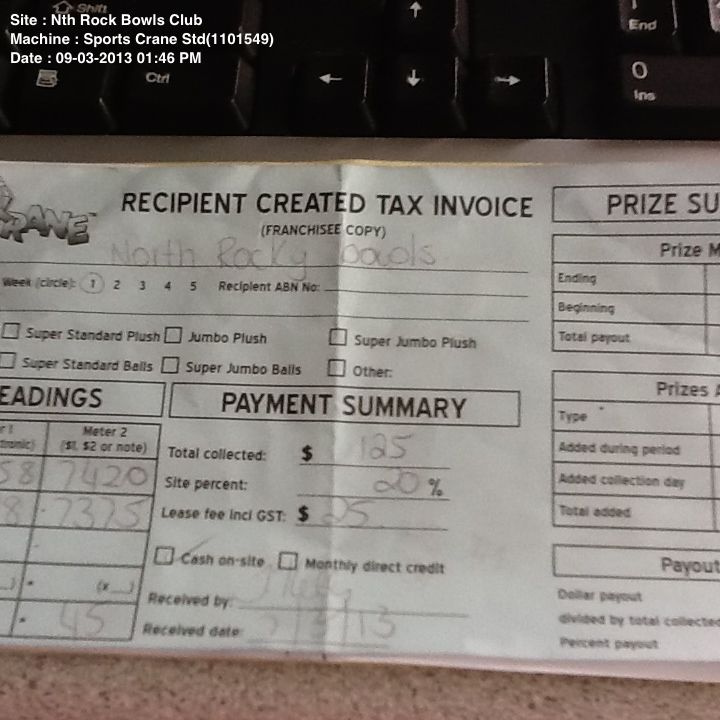 Site : Nth Rock Bowls Club
Machine : Sports Crane Std(1101549)
Date : 09-03-2013 01:46 PM
Shift
End
Ctrl
0
Ins
RANE
RECIPIENT CREATED TAX INVOICE
(FRANCHISEE COPY)
North Rocky bowls
Week (circle): 1 2 3 4 5 Recipient ABN No:
Super Standard Plush Jumbo Plush Super Jumbo Plush
Super Standard Balls Super Jumbo Balls Other:
EADINGS
Meter 2
($1, $2 or note)
58 7420
8 7375
(x )
45
PAYMENT SUMMARY
Total collected: $ 125
Site percent: 20 %
Lease fee incl GST: $ 25
Cash on-site Monthly direct credit
Received by:
Received date: /3/13
PRIZE SU
Prize M
Ending
Beginning
Total payout
Prizes A
Type
Added during period
Added collection day
Total added
Payout
Dollar payout
divided by total collected
Percent payout